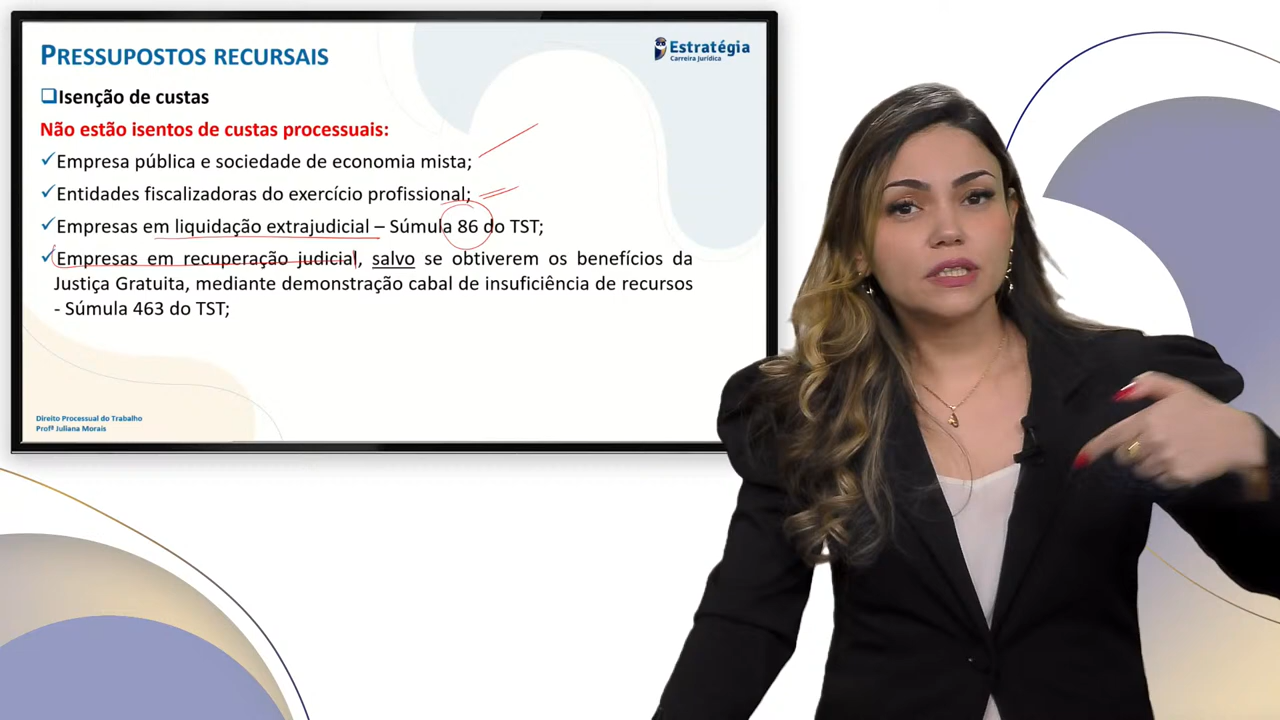 PRESSUPOSTOS RECURSAIS
Estratégia
Carreira Jurídica
❑Isenção de custas
Não estão isentos de custas processuais:
✓Empresa pública e sociedade de economia mista;
✓Entidades fiscalizadoras do exercício profissional;
✓Empresas em liquidação extrajudicial – Súmula 86 do TST;
✓Empresas em recuperação judicial, salvo se obtiverem os benefícios da
Justiça Gratuita, mediante demonstração cabal de insuficiência de recursos
- Súmula 463 do TST;
Direito Processual do Trabalho
Profª Juliana Morais